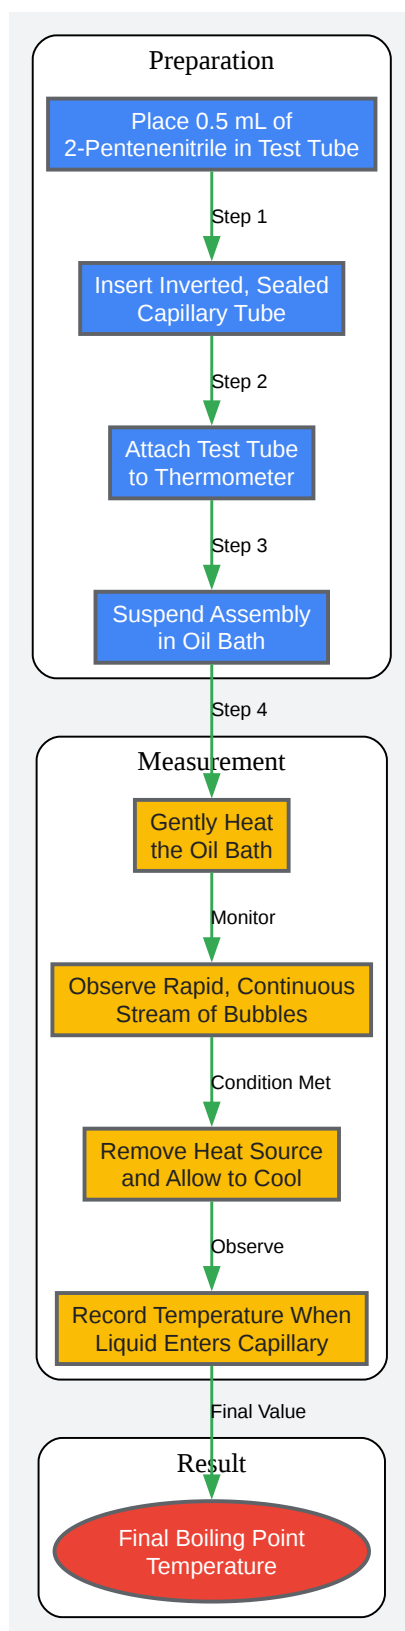 Preparation
Place 0.5 mL of
2-Pentenenitrile in Test Tube
Step 1
Insert Inverted, Sealed
Capillary Tube
Step 2
Attach Test Tube
to Thermometer
Step 3
Suspend Assembly
in Oil Bath
Step 4
Measurement
Gently Heat
the Oil Bath
Monitor
Observe Rapid, Continuous
Stream of Bubbles
Condition Met
Remove Heat Source
and Allow to Cool
Observe
Record Temperature When
Liquid Enters Capillary
Final Value
Result
Final Boiling Point
Temperature